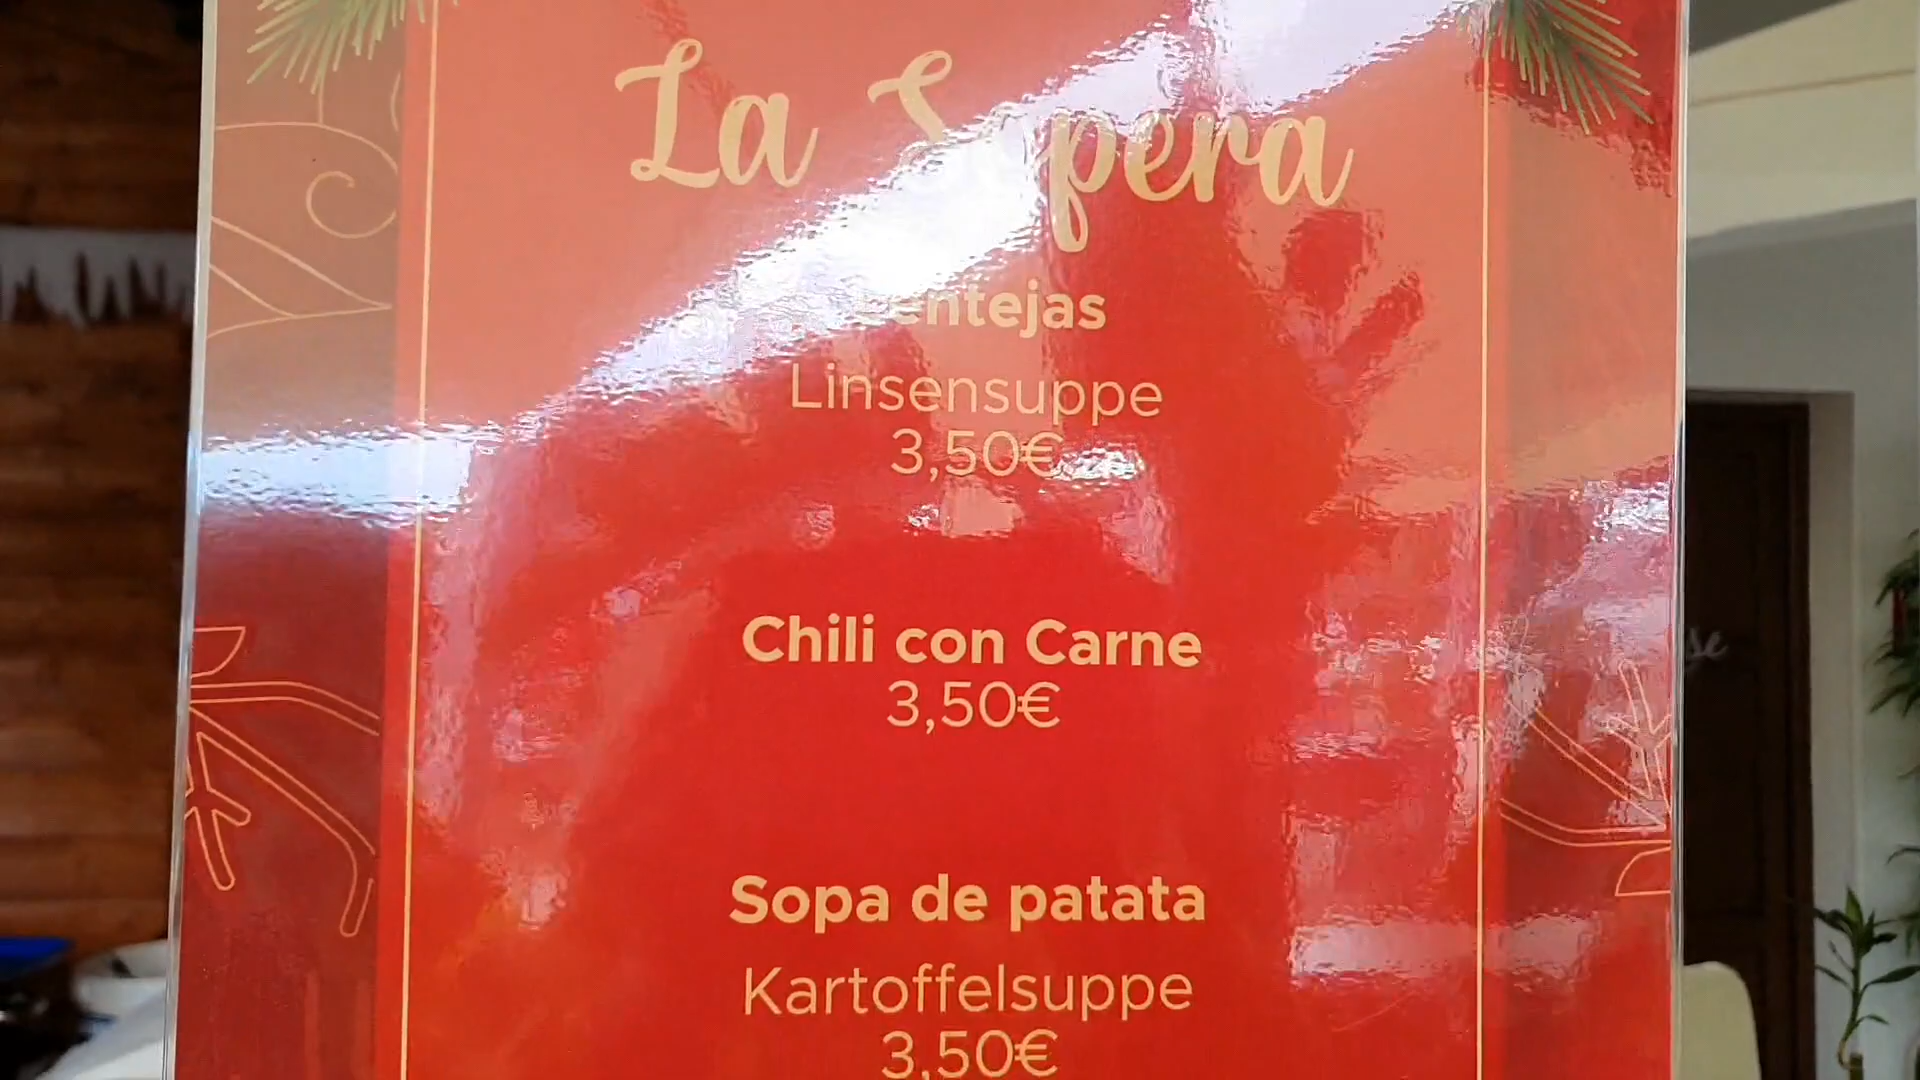 La Sopera
Lentejas
Linsensuppe
3,50€
Chili con Carne
3,50€
Sopa de patata
Kartoffelsuppe
3,50€